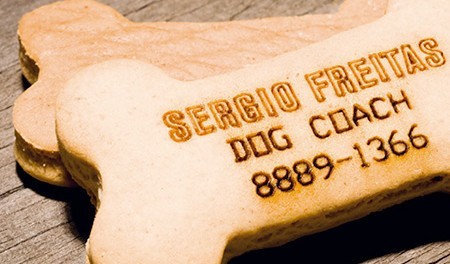 SERGIO FREITAS
DOG COACH
8889-1366